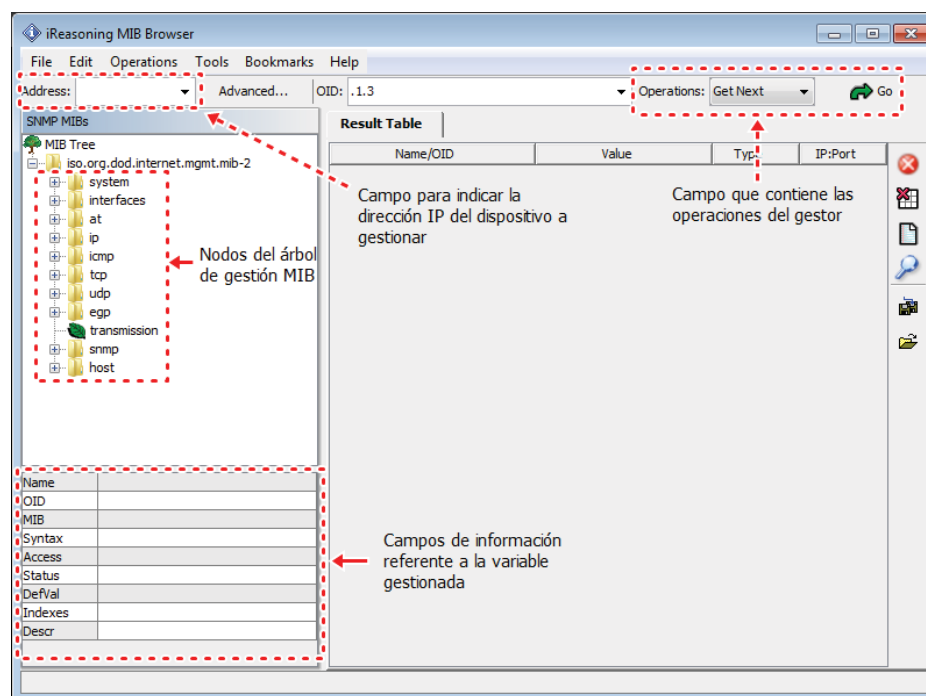 iReasoning MIB Browser
File Edit Operations Tools Bookmarks Help
Address: Advanced... OID: .1.3 Operations: Get Next Go
SNMP MIBs
Result Table
MIB Tree
iso.org.dod.internet.mgmt.mib-2
system
interfaces
at
ip
icmp
tcp
udp
egp
transmission
snmp
host
Name/OID Value Typ. IP:Port
Campo para indicar la
dirección IP del dispositivo a
gestionar
Campo que contiene las
operaciones del gestor
Nodos del árbol
de gestión MIB
Name
OID
MIB
Syntax
Access
Status
DefVal
Indexes
Descr
Campos de información
referente a la variable
gestionada